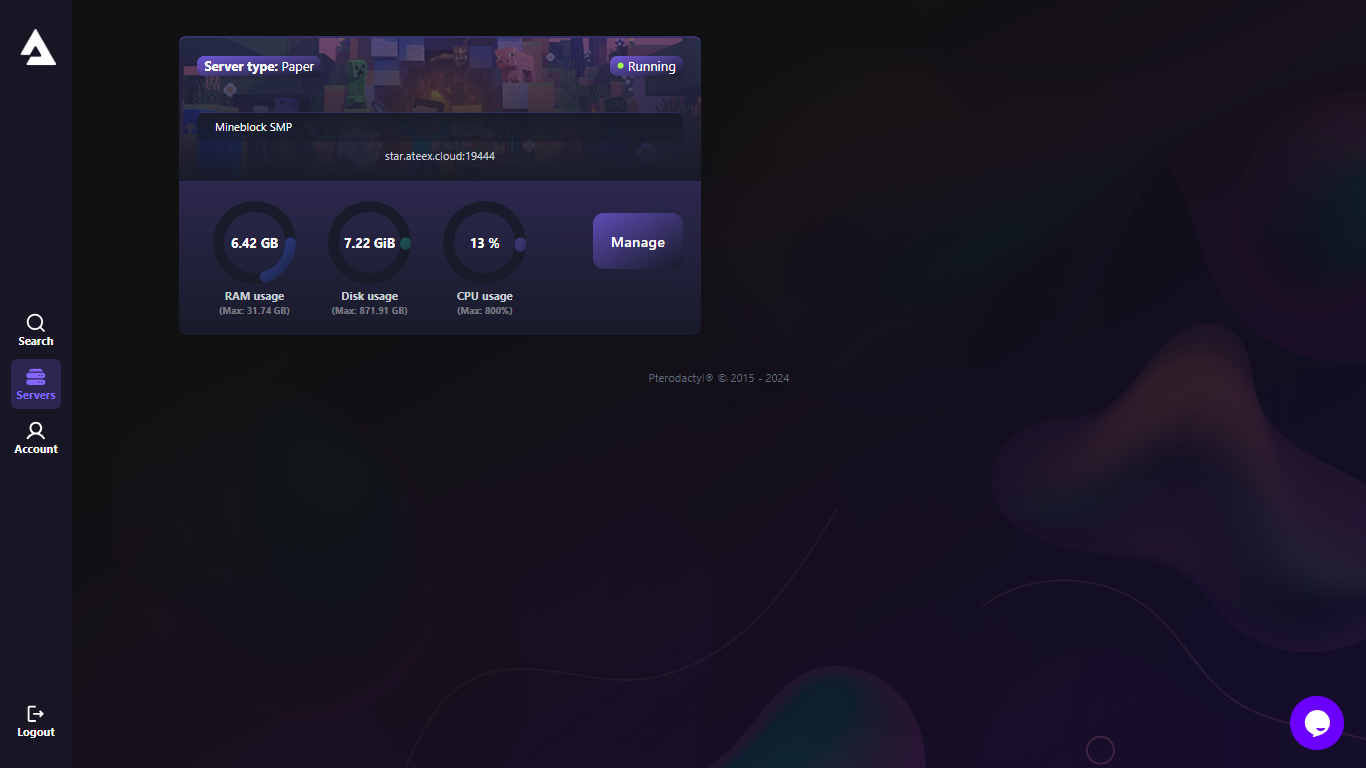 Server type: Paper
Running
Mineblock SMP
star.ateex.cloud:19444
6.42 GB
7.22 GiB
13 %
Manage
RAM usage
Disk usage
CPU usage
(Max: 31.74 GB)
(Max: 871.91 GB)
(Max: 800%)
Search
Servers
Account
Pterodactyl® © 2015 - 2024
Logout